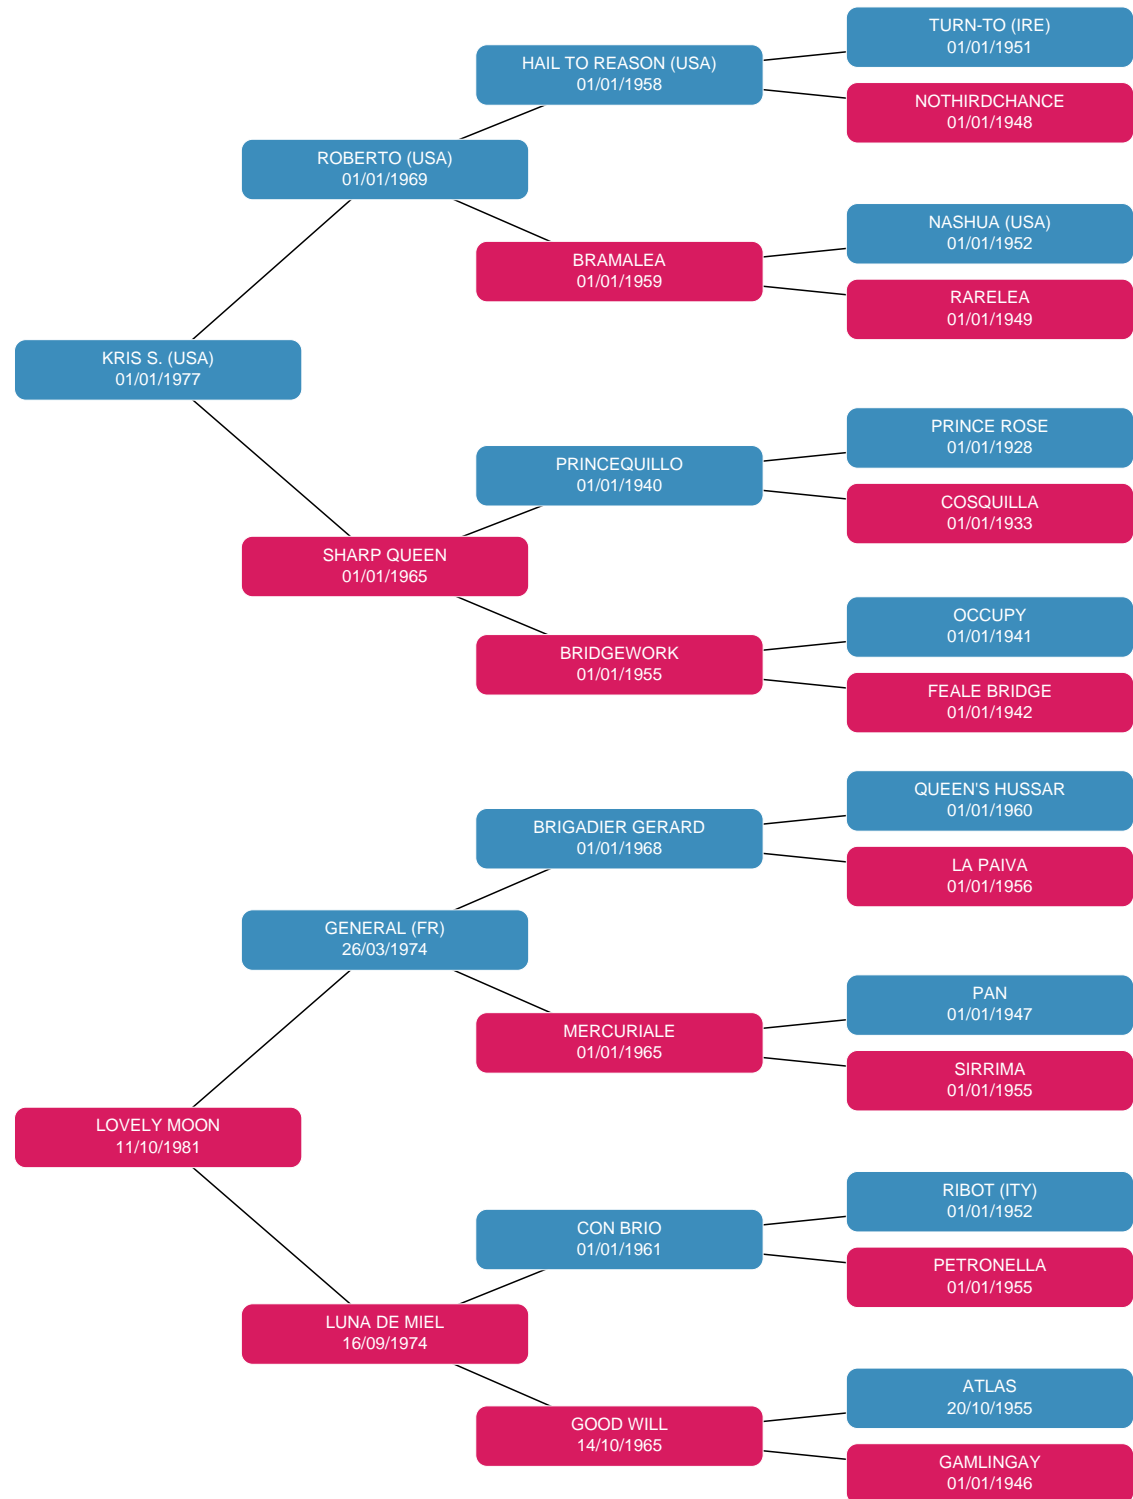 TURN-TO (IRE)
01/01/1951
HAIL TO REASON (USA)
01/01/1958
NOTHIRDCHANCE
01/01/1948
ROBERTO (USA)
01/01/1969
NASHUA (USA)
01/01/1952
BRAMALEA
01/01/1959
RARELEA
01/01/1949
KRIS S. (USA)
01/01/1977
PRINCE ROSE
01/01/1928
PRINCEQUILLO
01/01/1940
COSQUILLA
01/01/1933
SHARP QUEEN
01/01/1965
OCCUPY
01/01/1941
BRIDGEWORK
01/01/1955
FEALE BRIDGE
01/01/1942
QUEEN'S HUSSAR
01/01/1960
BRIGADIER GERARD
01/01/1968
LA PAIVA
01/01/1956
GENERAL (FR)
26/03/1974
PAN
01/01/1947
MERCURIALE
01/01/1965
SIRRIMA
01/01/1955
LOVELY MOON
11/10/1981
RIBOT (ITY)
01/01/1952
CON BRIO
01/01/1961
PETRONELLA
01/01/1955
LUNA DE MIEL
16/09/1974
ATLAS
20/10/1955
GOOD WILL
14/10/1965
GAMLINGAY
01/01/1946